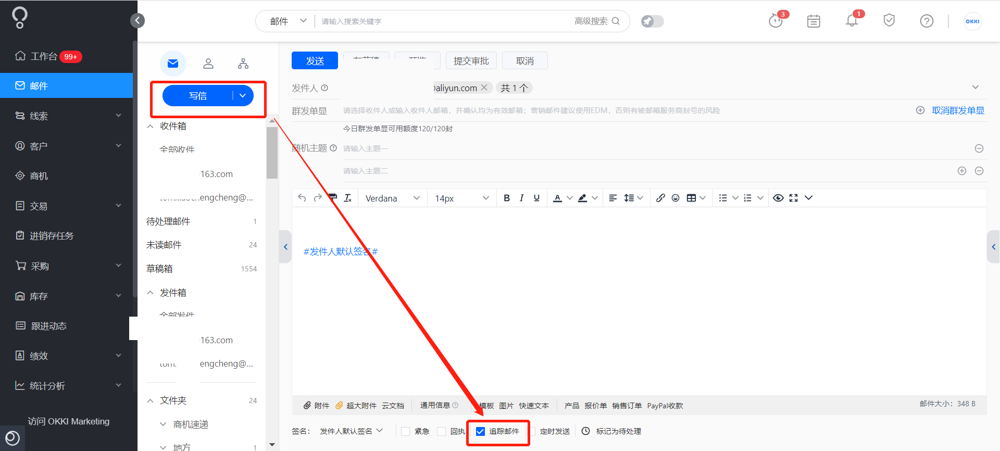 邮件
请输入搜索关键字
高级搜索
3
1
OKKI
工作台 99+
邮件
线索
客户
商机
交易
进销存任务
采购
库存
跟进动态
绩效
统计分析
访问 OKKI Marketing
写信
收件箱
全部收件
163.com
engcheng@...
待处理邮件 1
未读邮件 24
草稿箱 1554
发件箱
全部发件
163.com
engcheng@...
文件夹 24
商机速递
地方 1
发送
提交审批
取消
发件人
aliyun.com
共 1 个
群发单显
请选择收件人或输入收件人邮箱，并确认均为有效邮箱；营销邮件建议使用EDM，否则有被邮箱服务商封号的风险
取消群发单显
今日群发单显可用额度120/120封
随机主题
请输入主题一
请输入主题二
Verdana
14px
#发件人默认签名#
附件 超大附件 云文档 通用信息 模板 图片 快速文本 产品 报价单 销售订单 PayPal收款
邮件大小：348 B
签名： 发件人默认签名 紧急 回执 追踪邮件 定时发送 标记为待处理